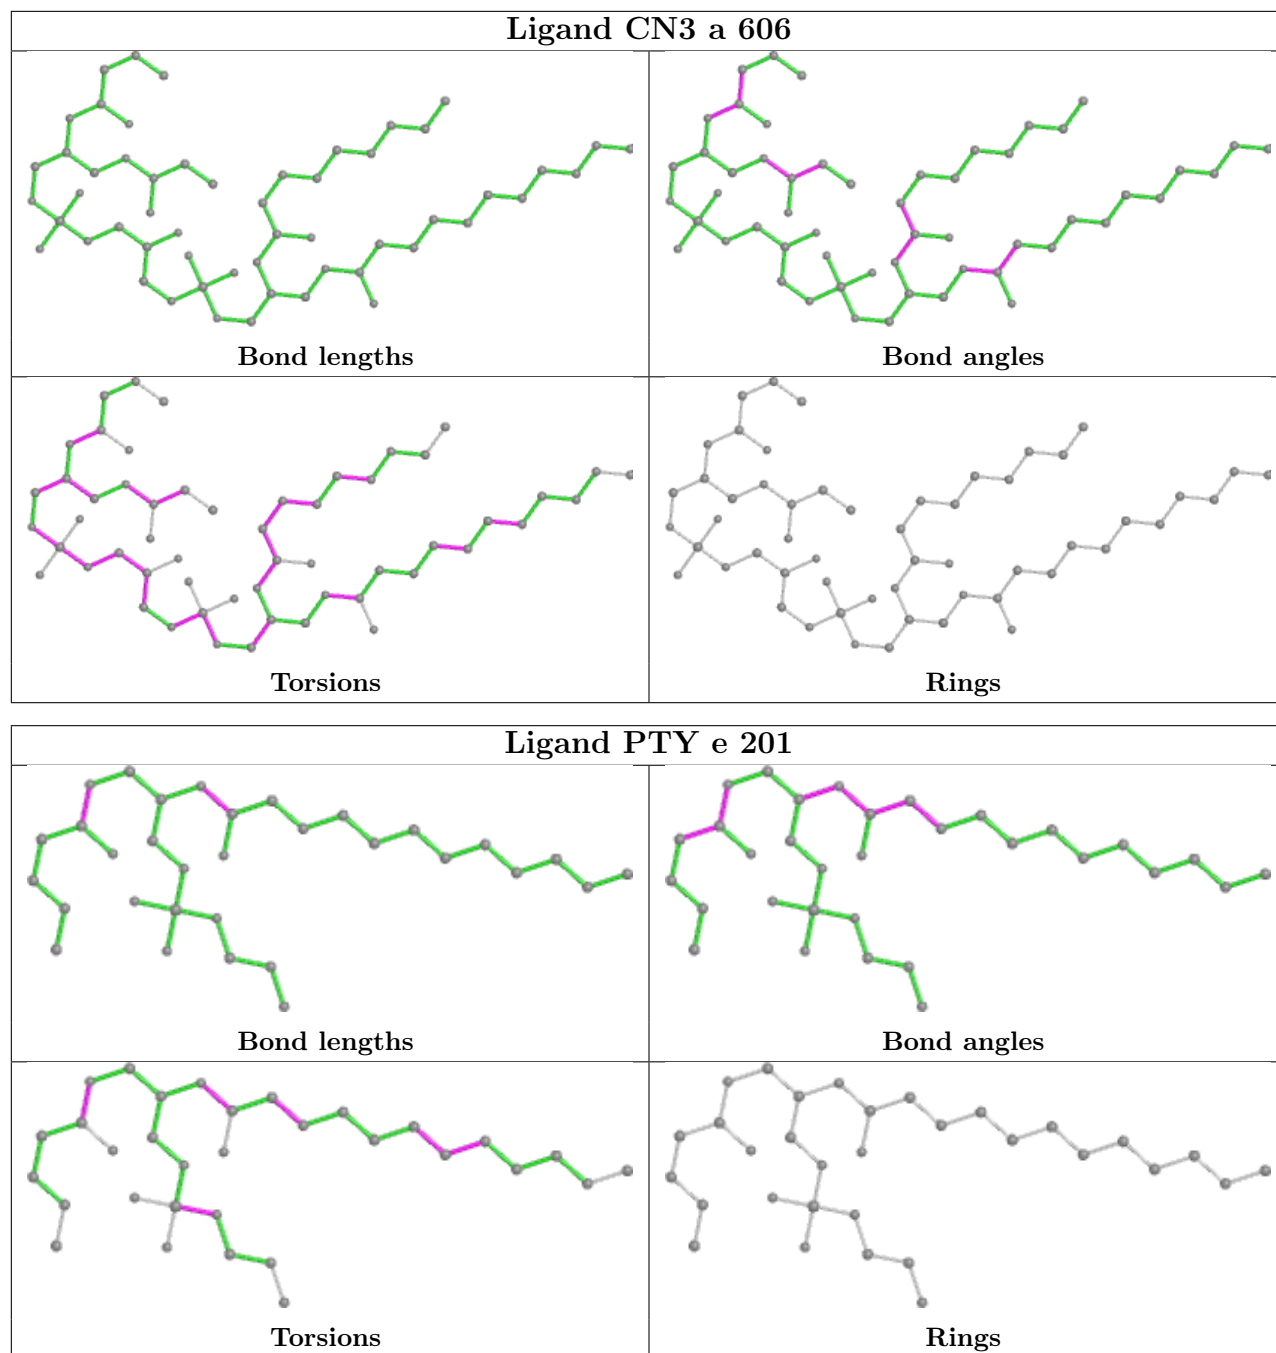 Ligand CN3 a 606
Bond lengths
Bond angles
Torsions
Rings
Ligand PTY e 201
Bond lengths
Bond angles
Torsions
Rings